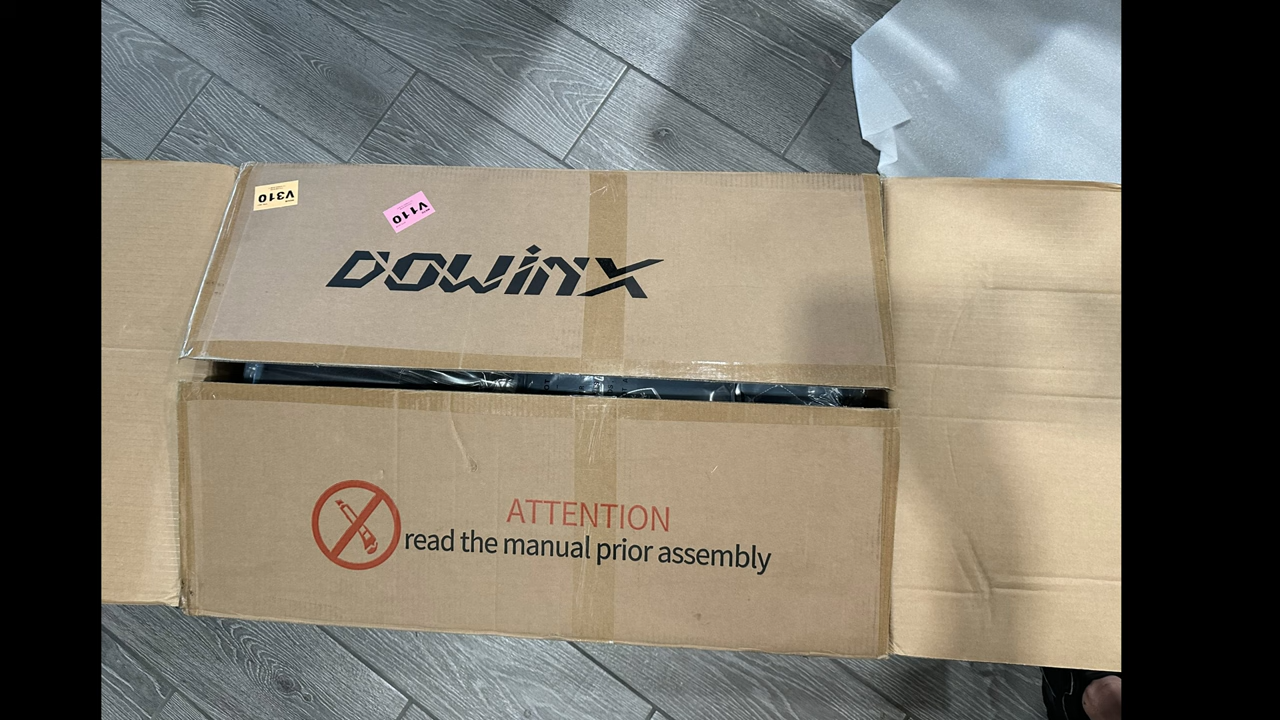 V310
V110
DOWiNX
ATTENTION
read the manual prior assembly